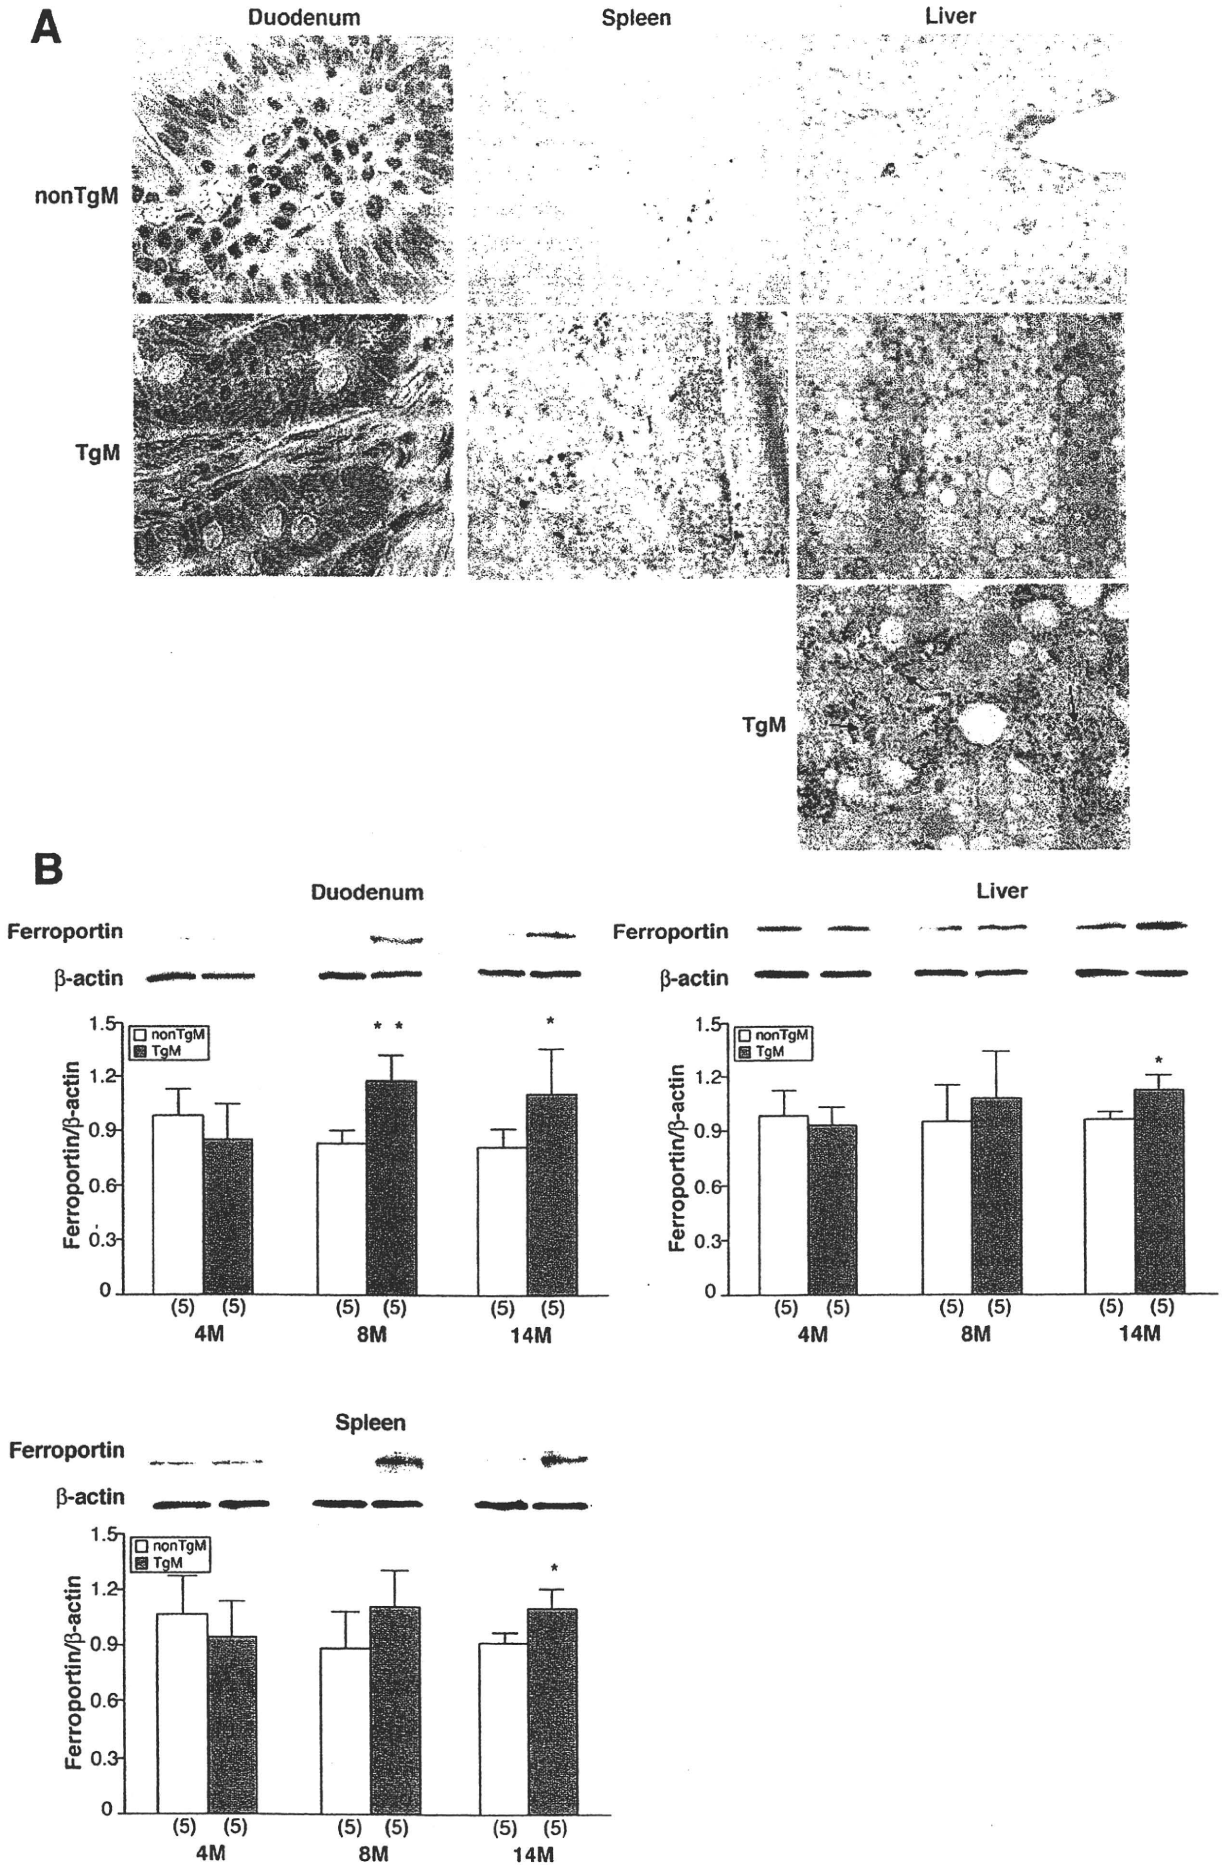 A
Duodenum Spleen Liver
nonTgM
TgM
TgM
B
Duodenum
Ferroportin
β-actin
Ferroportin/β-actin
1.5
1.2
0.9
0.6
0.3
0
nonTgM
TgM
* *
*
(5) (5) (5) (5) (5) (5)
4M 8M 14M
Liver
Ferroportin
β-actin
Ferroportin/β-actin
1.5
1.2
0.9
0.6
0.3
0
nonTgM
TgM
*
(5) (5) (5) (5) (5) (5)
4M 8M 14M
Spleen
Ferroportin
β-actin
Ferroportin/β-actin
1.5
1.2
0.9
0.6
0.3
0
nonTgM
TgM
*
(5) (5) (5) (5) (5) (5)
4M 8M 14M